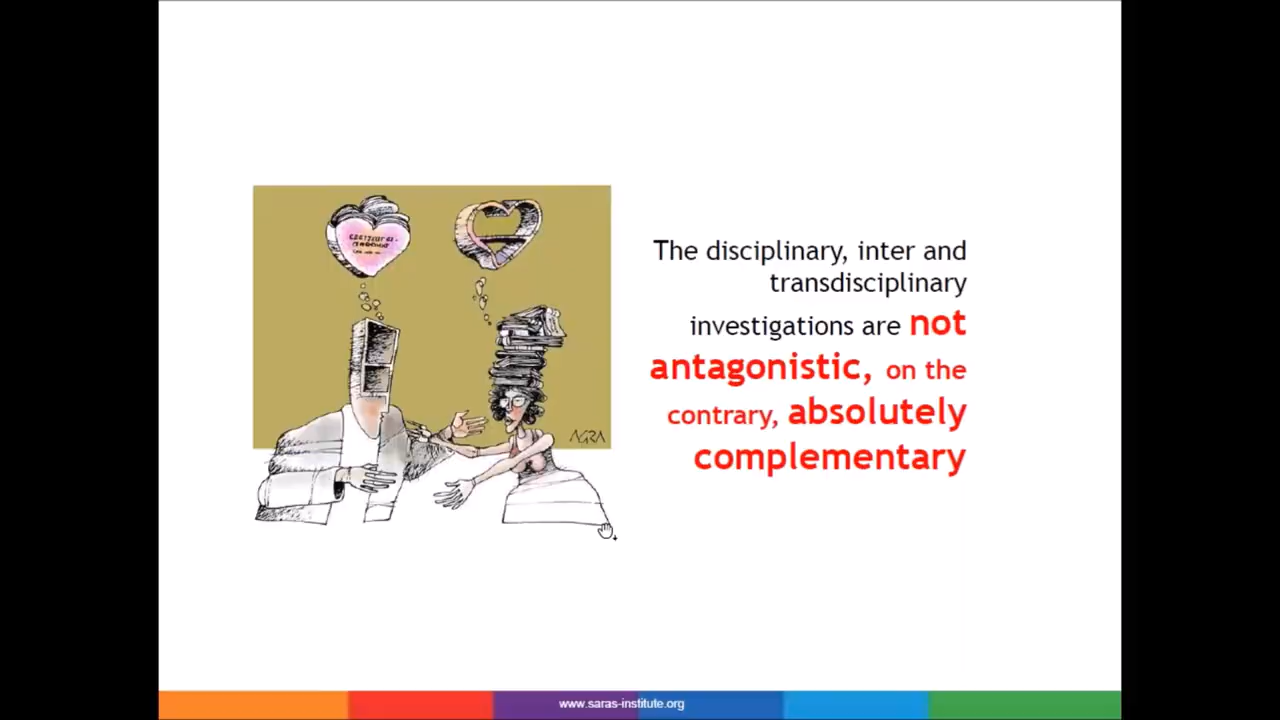 AGRA
The disciplinary, inter and
transdisciplinary
investigations are not
antagonistic, on the
contrary, absolutely
complementary
www.saras-institute.org